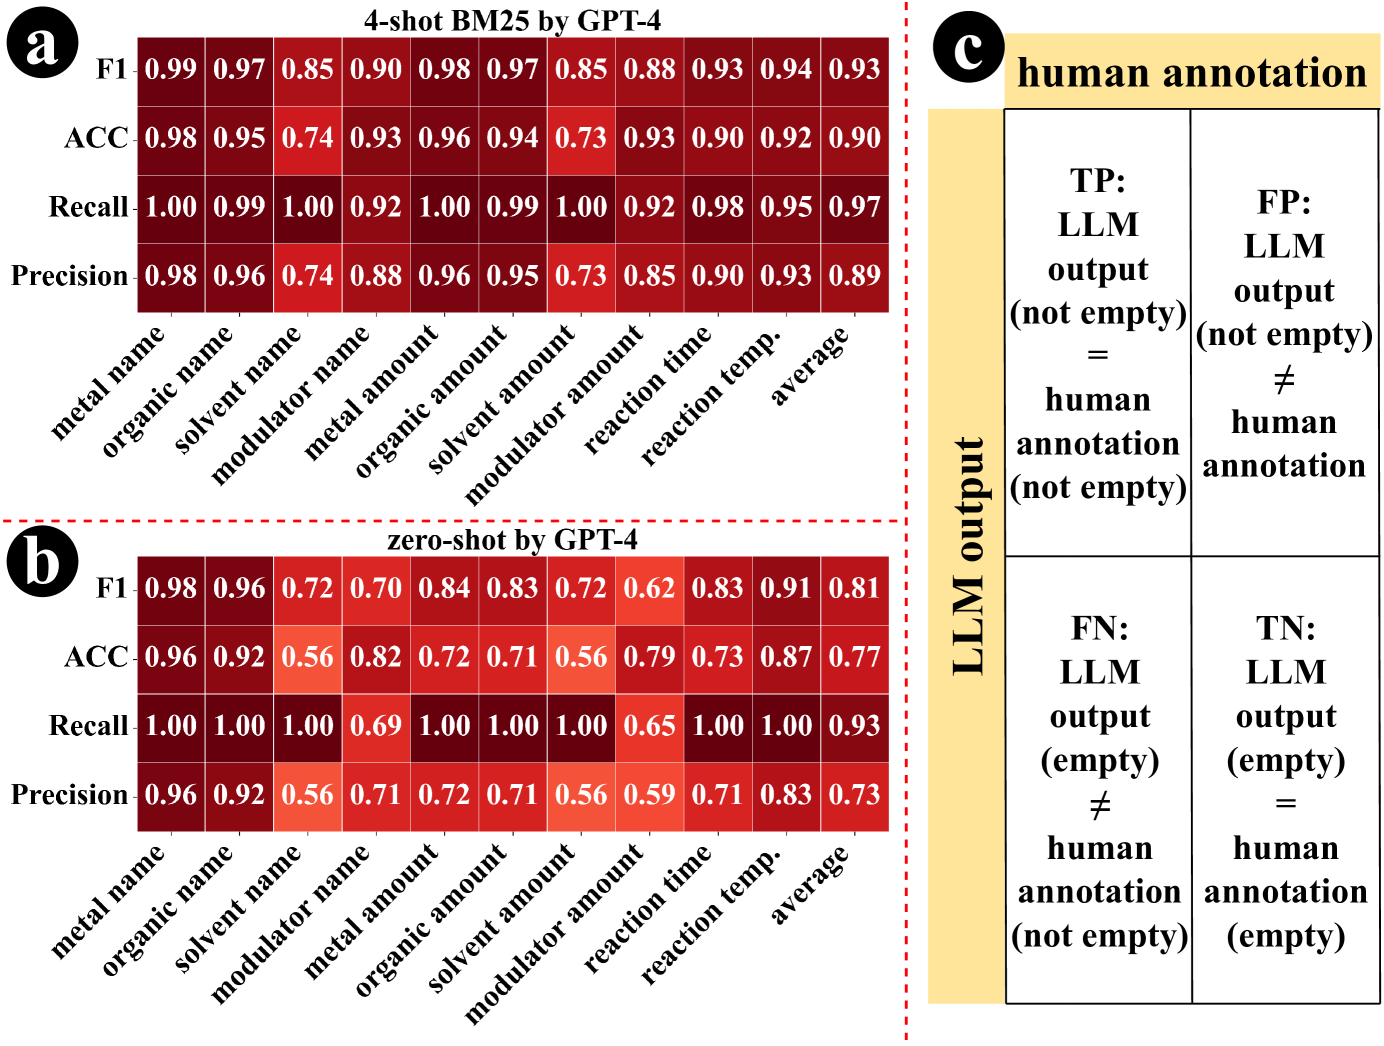 a
4-shot BM25 by GPT-4
F1 0.99 0.97 0.85 0.90 0.98 0.97 0.85 0.88 0.93 0.94 0.93
ACC 0.98 0.95 0.74 0.93 0.96 0.94 0.73 0.93 0.90 0.92 0.90
Recall 1.00 0.99 1.00 0.92 1.00 0.99 1.00 0.92 0.98 0.95 0.97
Precision 0.98 0.96 0.74 0.88 0.96 0.95 0.73 0.85 0.90 0.93 0.89
metal name
organic name
solvent name
modulator name
metal amount
organic amount
solvent amount
modulator amount
reaction time
reaction temp.
average
b
zero-shot by GPT-4
F1 0.98 0.96 0.72 0.70 0.84 0.83 0.72 0.62 0.83 0.91 0.81
ACC 0.96 0.92 0.56 0.82 0.72 0.71 0.56 0.79 0.73 0.87 0.77
Recall 1.00 1.00 1.00 0.69 1.00 1.00 1.00 0.65 1.00 1.00 0.93
Precision 0.96 0.92 0.56 0.71 0.72 0.71 0.56 0.59 0.71 0.83 0.73
metal name
organic name
solvent name
modulator name
metal amount
organic amount
solvent amount
modulator amount
reaction time
reaction temp.
average
c
human annotation
LLM output
TP:
LLM
output
(not empty)
=
human
annotation
(not empty)
FP:
LLM
output
(not empty)
≠
human
annotation
FN:
LLM
output
(empty)
≠
human
annotation
(not empty)
TN:
LLM
output
(empty)
=
human
annotation
(empty)